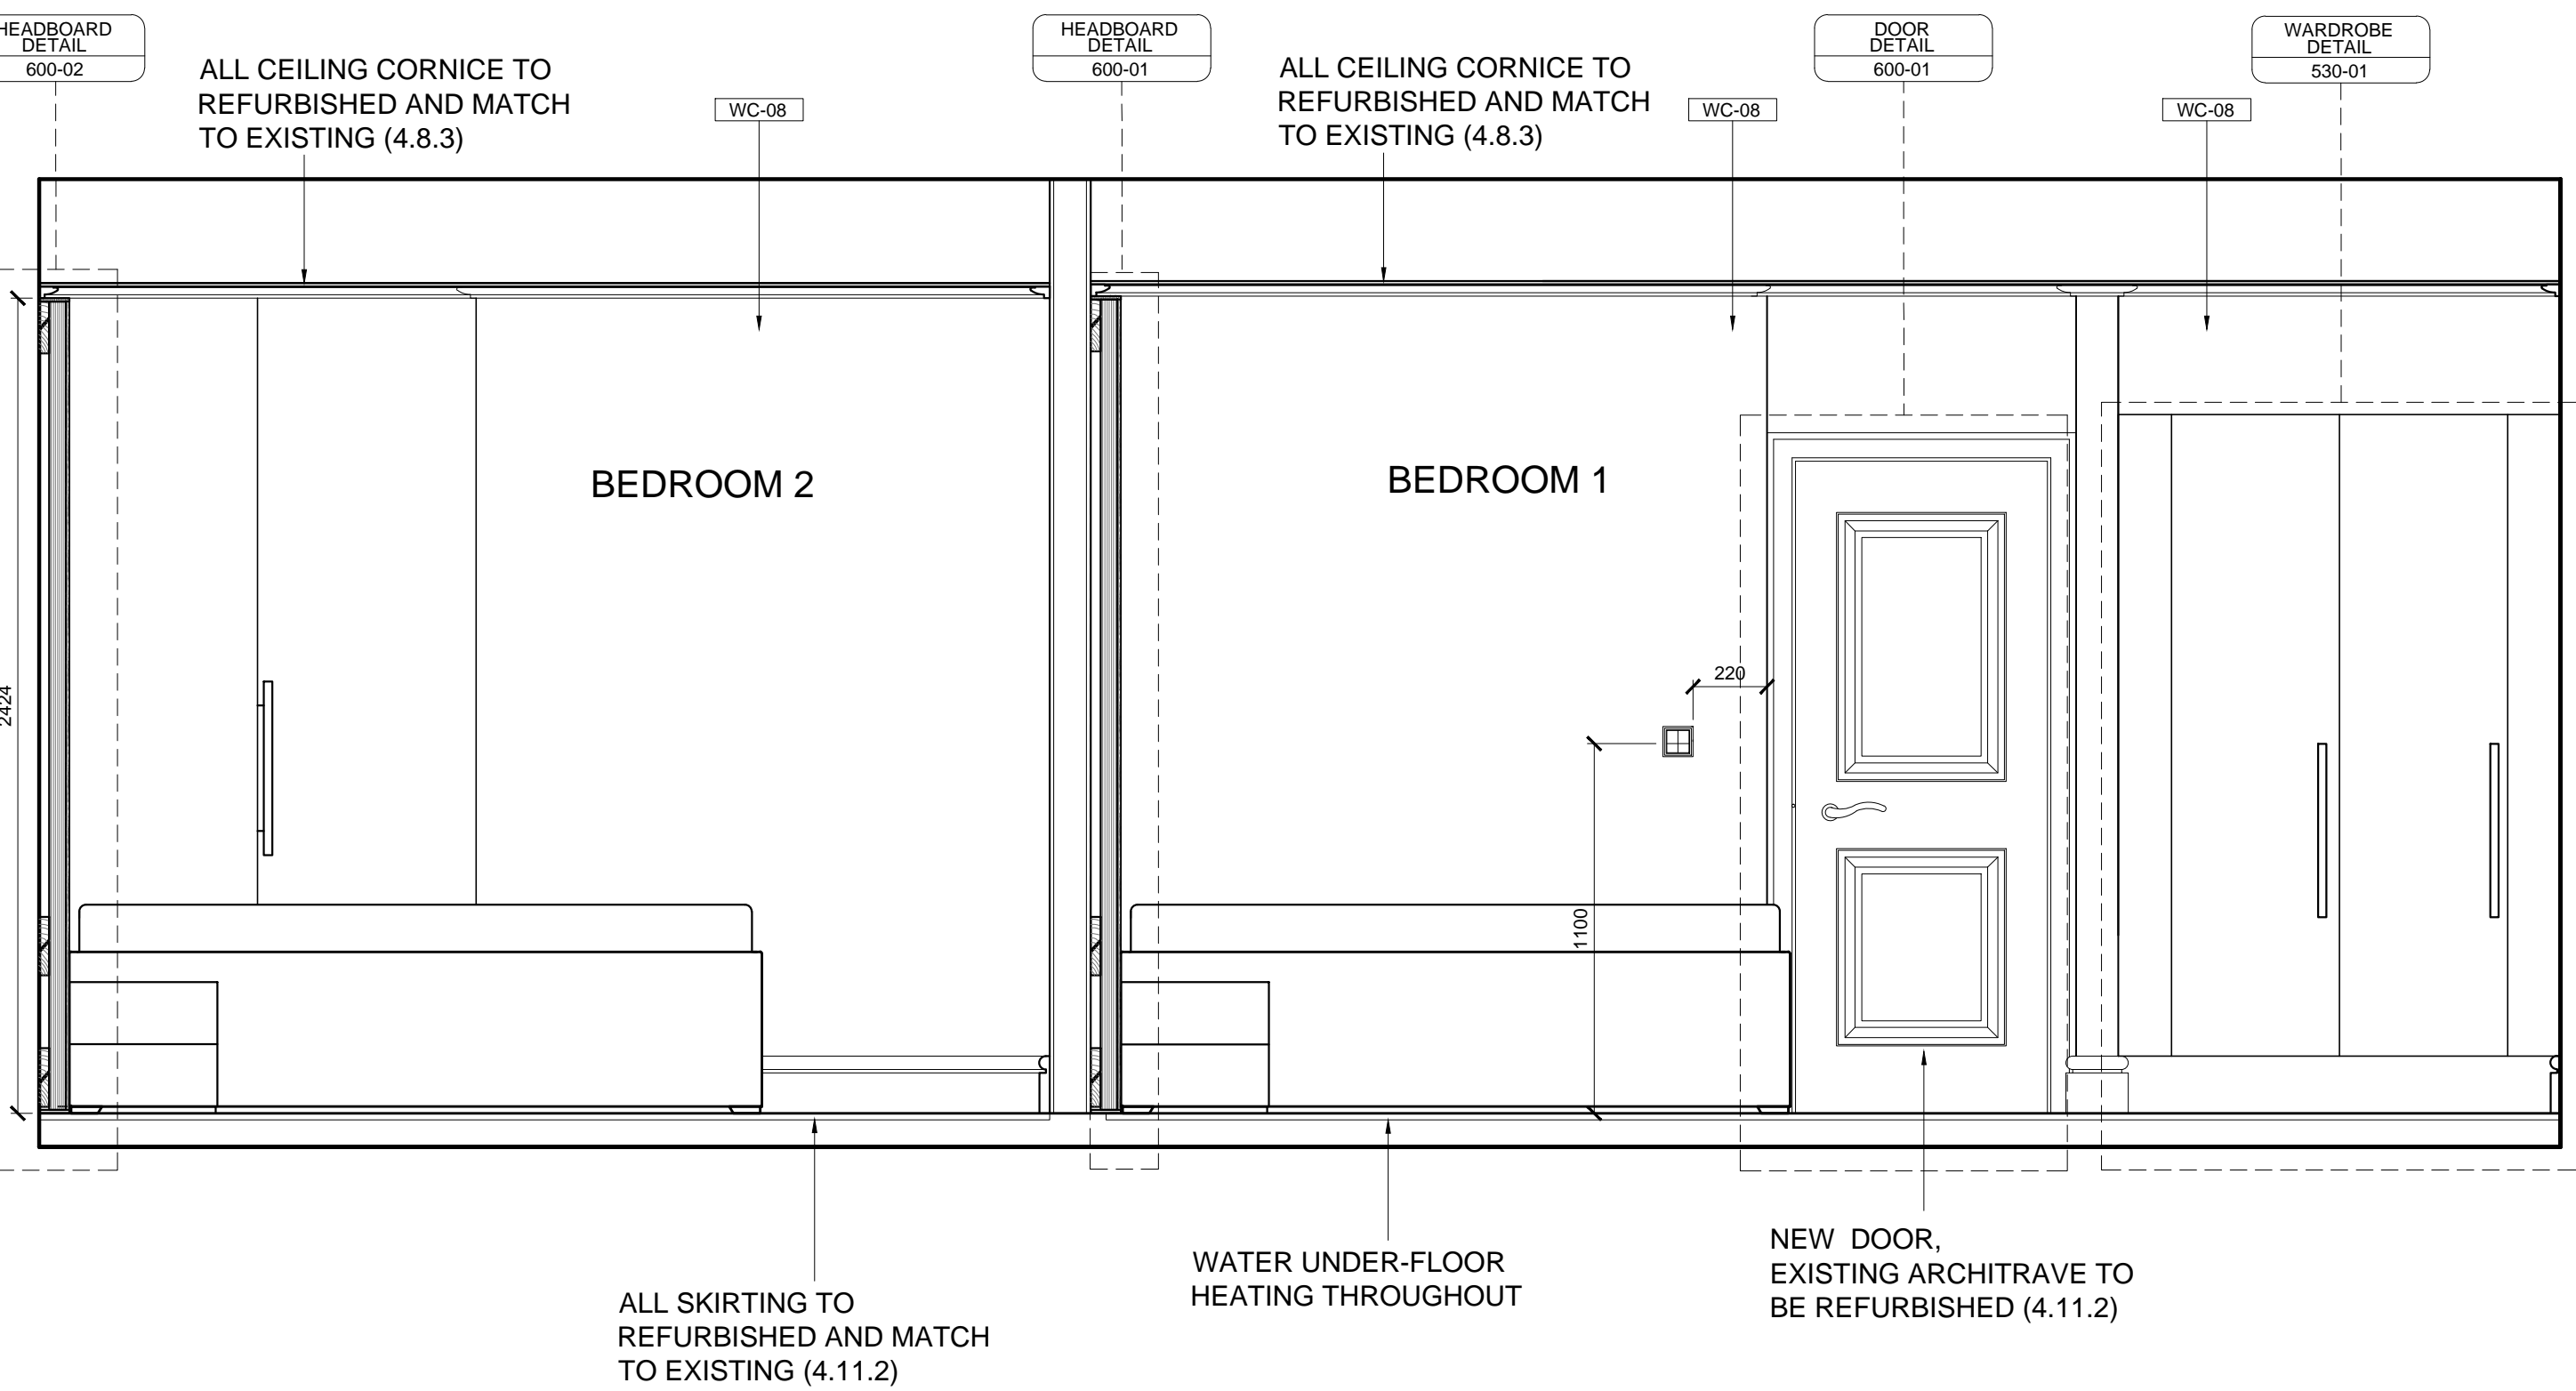 HEADBOARD
DETAIL
600-02
ALL CEILING CORNICE TO
REFURBISHED AND MATCH
TO EXISTING (4.8.3)
WC-08
HEADBOARD
DETAIL
600-01
ALL CEILING CORNICE TO
REFURBISHED AND MATCH
TO EXISTING (4.8.3)
WC-08
DOOR
DETAIL
600-01
WC-08
WARDROBE
DETAIL
530-01
BEDROOM 2
BEDROOM 1
2424
220
1100
ALL SKIRTING TO
REFURBISHED AND MATCH
TO EXISTING (4.11.2)
WATER UNDER-FLOOR
HEATING THROUGHOUT
NEW DOOR,
EXISTING ARCHITRAVE TO
BE REFURBISHED (4.11.2)